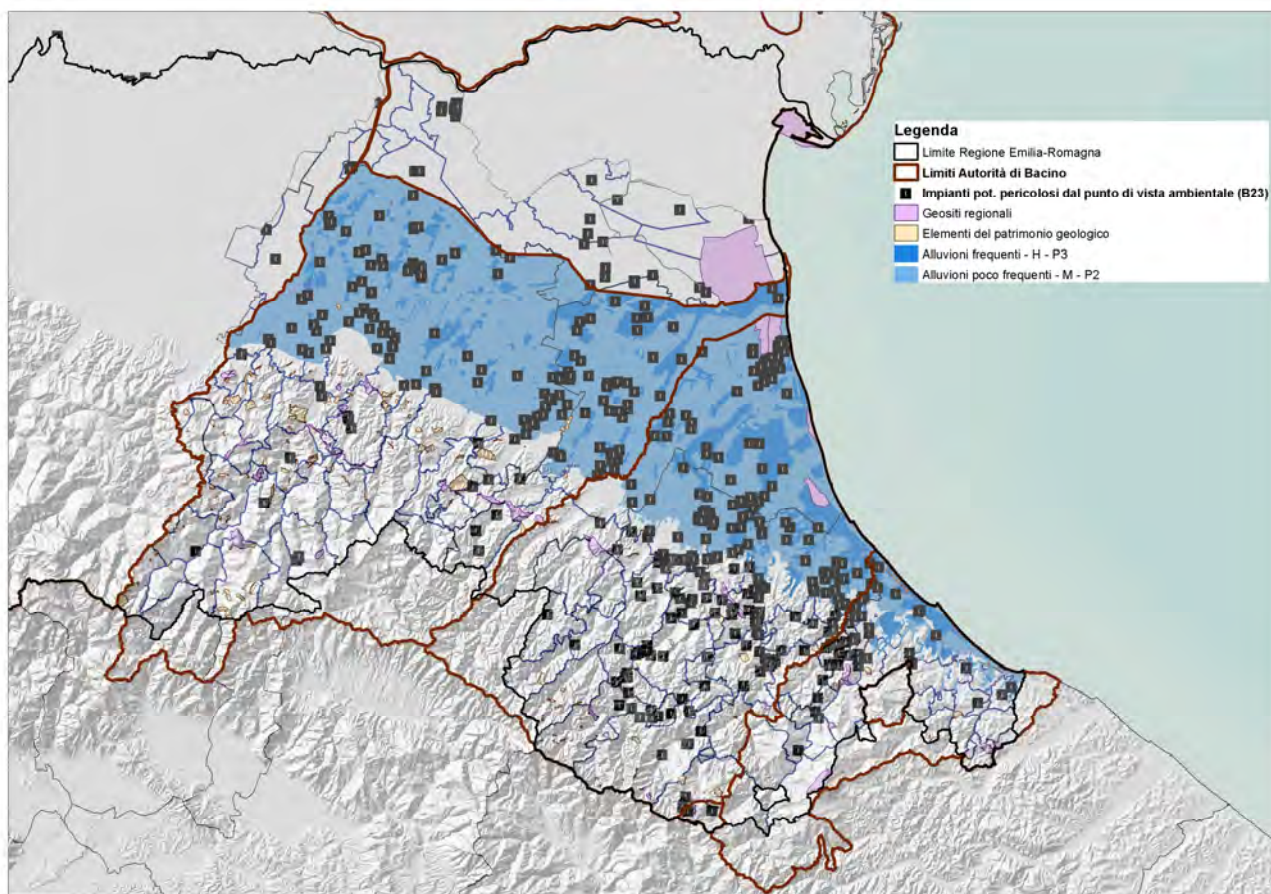 Legenda
Limite Regione Emilia-Romagna
Limiti Autorità di Bacino
Impianti pot. pericolosi dal punto di vista ambientale (B23)
Geositi regionali
Elementi del patrimonio geologico
Alluvioni frequenti - H - P3
Alluvioni poco frequenti - M - P2